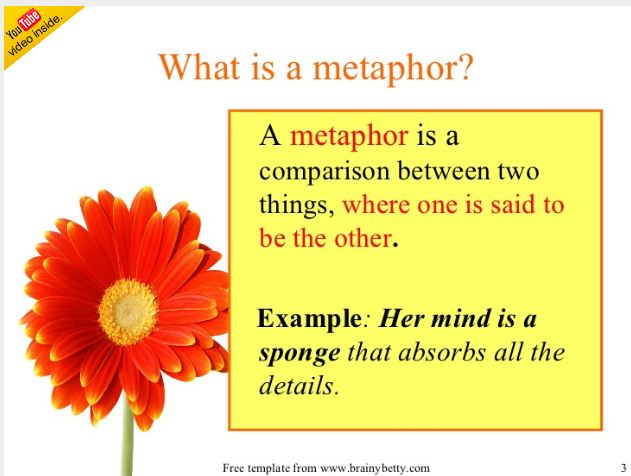 YouTube
video inside.
What is a metaphor?
A metaphor is a
comparison between two
things, where one is said to
be the other.
Example: Her mind is a
sponge that absorbs all the
details.
Free template from www.brainybetty.com
3